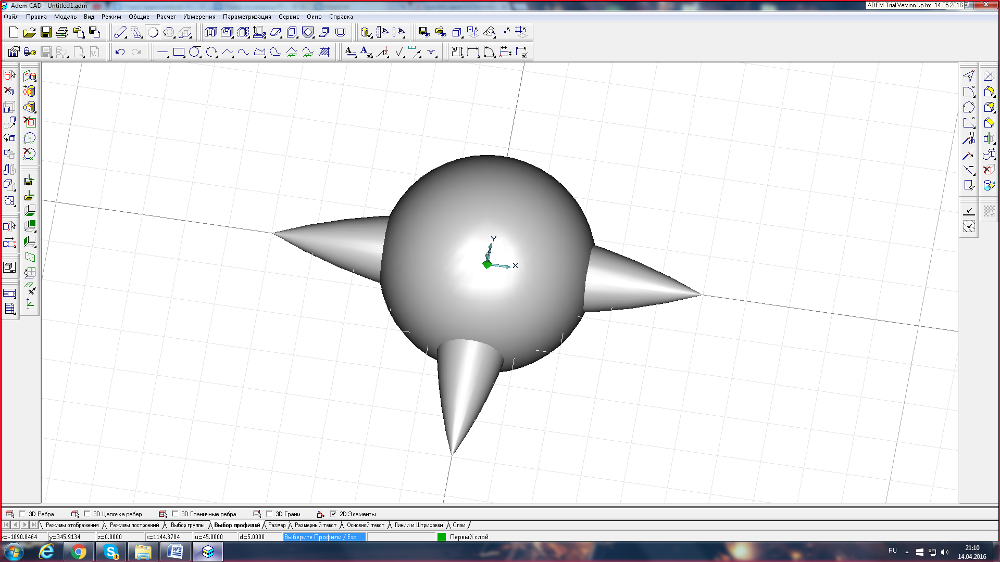 Adem CAD - Untitled1.adm
ADEM Trial Version up to: 14.05.2016
Файл Правка Модуль Вид Режим Общие Расчет Измерения Параметризация Сервис Окно Справка
Y
X
3D Ребра 3D Цепочка ребер 3D Граничные ребра 3D Грани 2D Элементы
Режимы отображения Режимы построений Выбор группы Выбор профилей Размер Размерный текст Основной текст Линии и Штриховки Слои
x=-1090.8464 y=345.9134 z=0.0000 s=1144.3784 u=45.0000 d=5.0000 Выберите Профили / Esc Первый слой
RU
21:10
14.04.2016